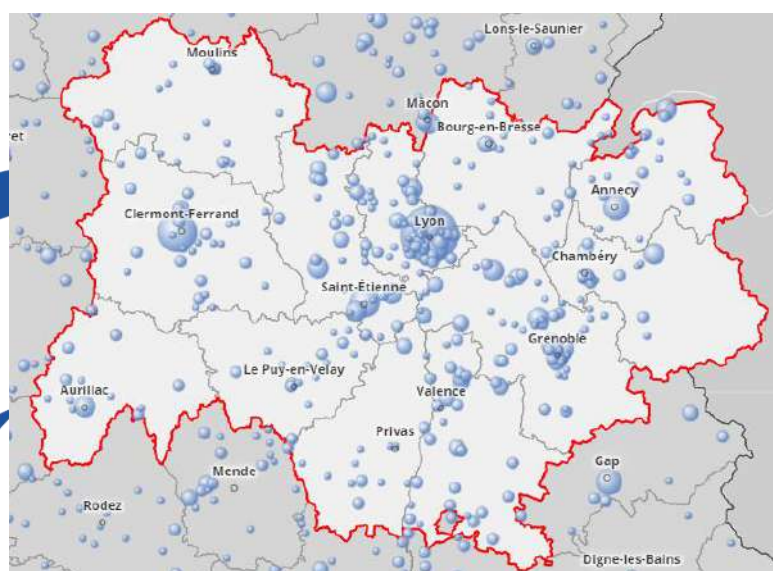 Lons-le-Saunier
Moulins
Mâcon
Bourg-en-Bresse
et
Annecy
Clermont-Ferrand
Lyon
Chambéry
Saint-Étienne
Grenoble
Le Puy-en-Velay
Aurillac
Valence
Privas
Gap
Mende
Rodez
Digne-les-Bains